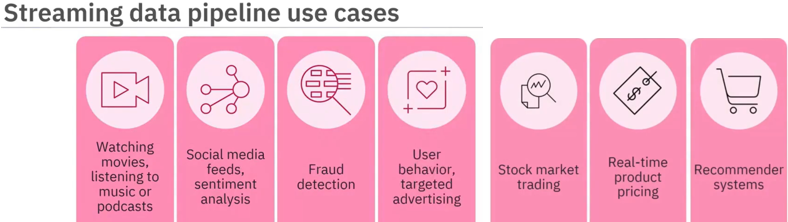 Streaming data pipeline use cases
Watching
movies,
listening to
music or
podcasts
Social media
feeds,
sentiment
analysis
Fraud
detection
User
behavior,
targeted
advertising
Stock market
trading
Real-time
product
pricing
Recommender
systems